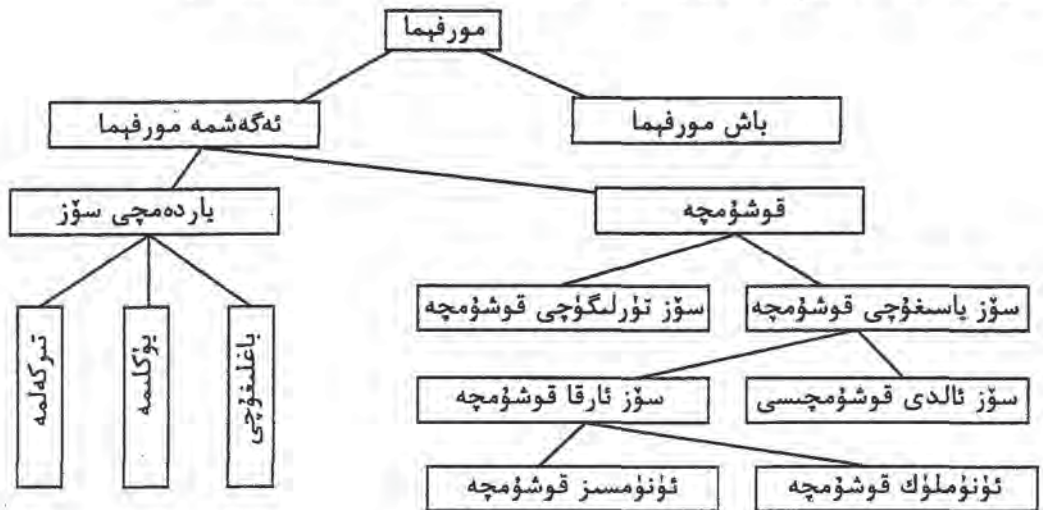 مورفېما
باش مورفېما
ئەگەشمە مورفېما
قوشۇمچە
ياردەمچى سۆز
سۆز ياسىغۇچى قوشۇمچە
سۆز تۈرلىگۈچى قوشۇمچە
باغلىغۇچى
يۈكلىمە
تىركەلمە
سۆز ئالدى قوشۇمچىسى
سۆز ئارقا قوشۇمچە
ئۈنۈملۈك قوشۇمچە
ئۈنۈمسىز قوشۇمچە